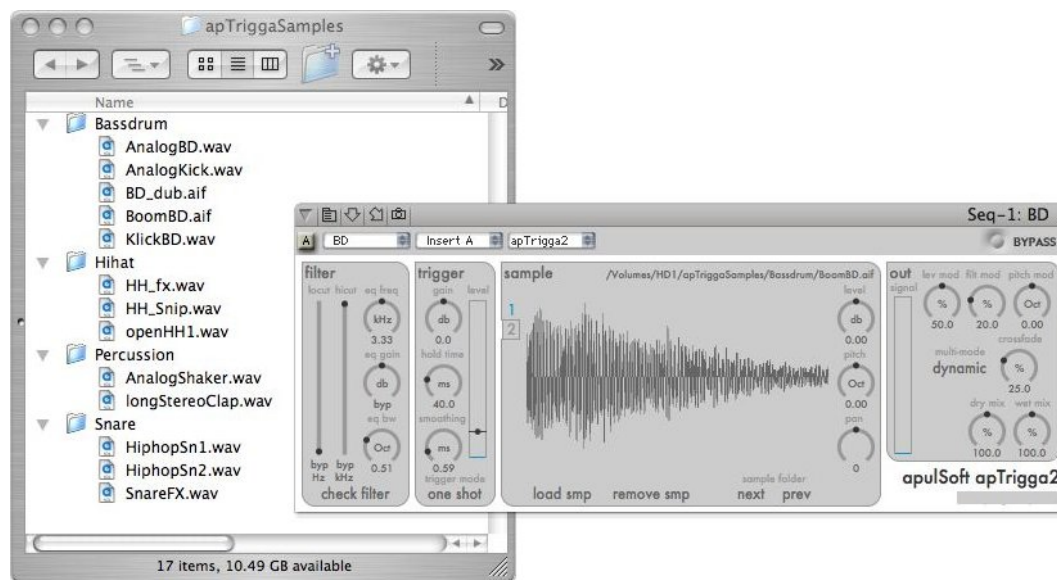 apTriggaSamples
Name
D
Bassdrum
AnalogBD.wav
AnalogKick.wav
BD_dub.aif
BoomBD.aif
KlickBD.wav
Hihat
HH_fx.wav
HH_Snip.wav
openHH1.wav
Percussion
AnalogShaker.wav
longStereoClap.wav
Snare
HiphopSn1.wav
HiphopSn2.wav
SnareFX.wav
17 items, 10.49 GB available
Seq-1: BD
A BD Insert A apTrigga2 BYPASS
filter
locut hicut eq freq
kHz
3.33
eq gain
db
byp
eq bw
Oct
0.51
byp byp
Hz kHz
check filter
trigger
gain level
db
0.0
hold time
ms
40.0
smoothing
ms
0.59
trigger mode
one shot
sample /Volumes/HD1/apTriggaSamples/Bassdrum/BoomBD.aif
1
2
level
db
0.00
pitch
Oct
0.00
pan
0
sample folder
load smp remove smp next prev
out lev mod filt mod pitch mod
signal
% % Oct
50.0 20.0 0.00
crossfade
multi-mode
dynamic %
25.0
dry mix wet mix
% %
100.0 100.0
apulSoft apTrigga2